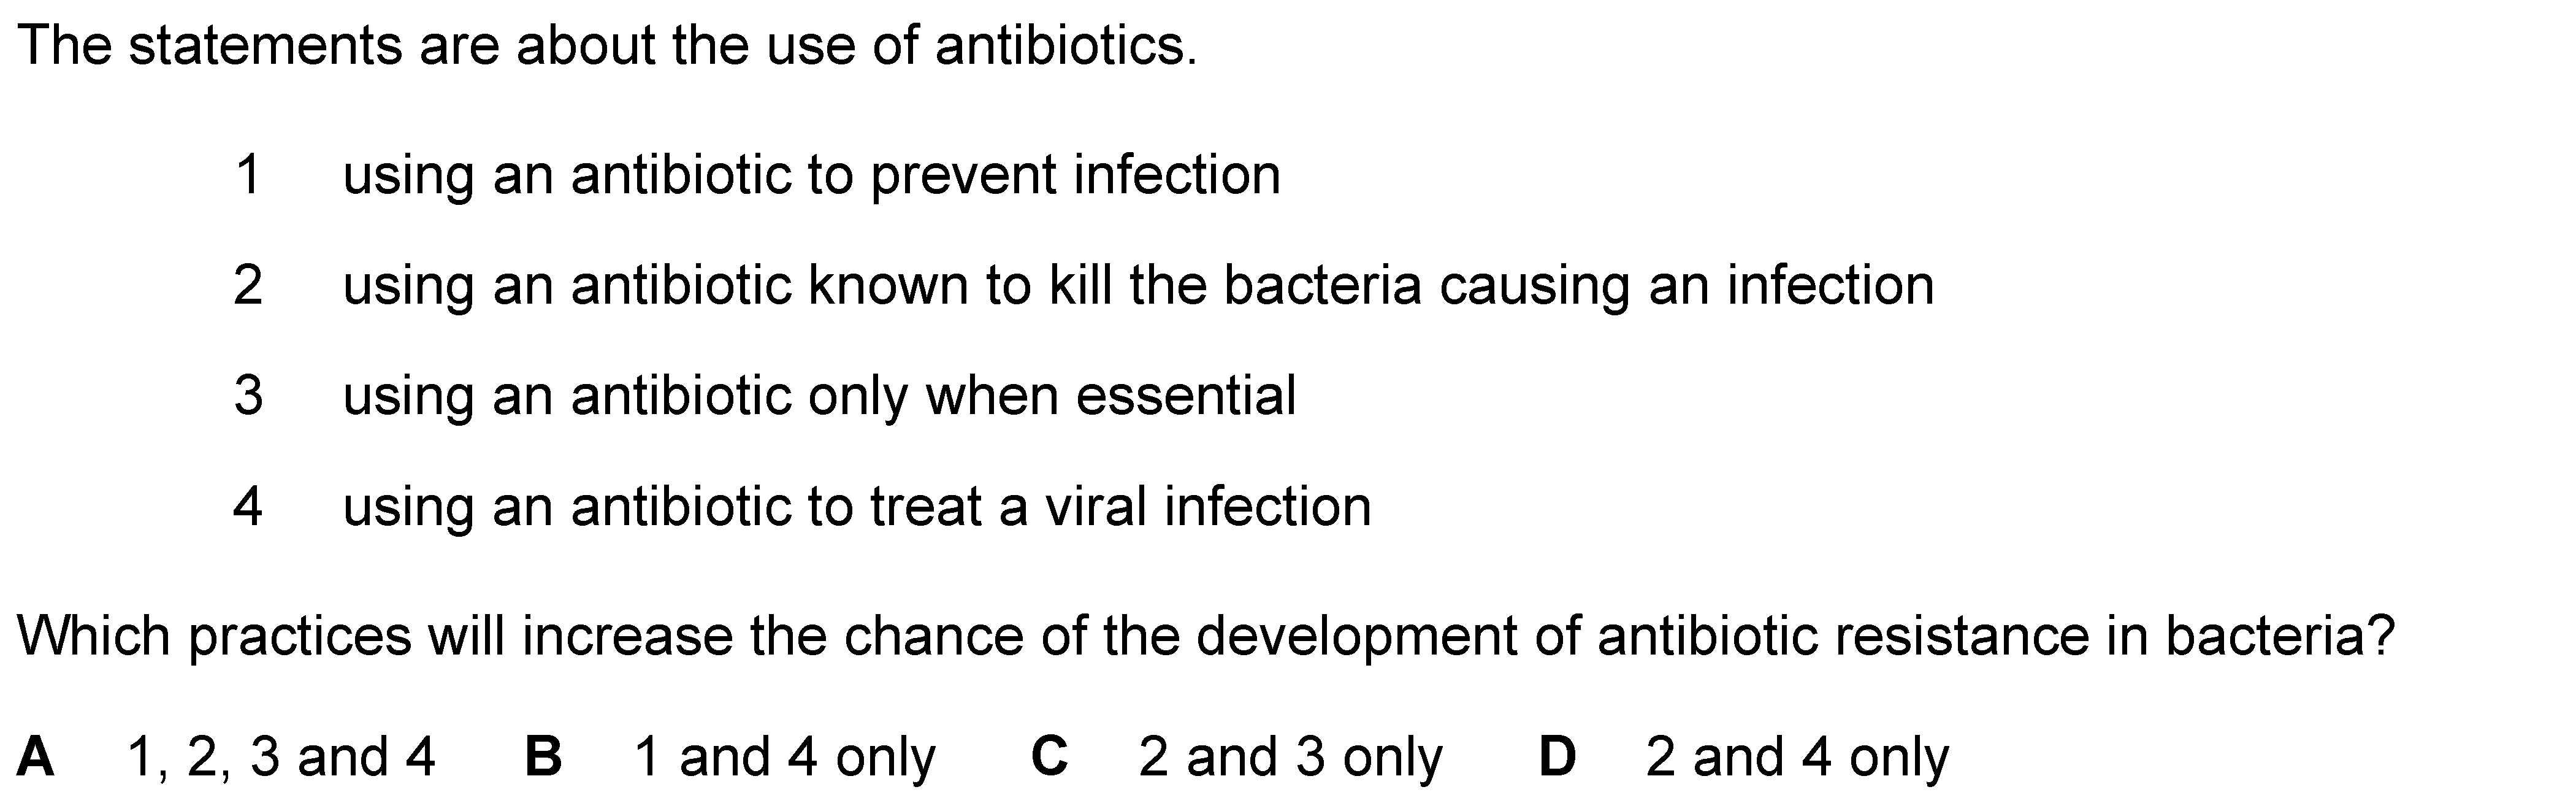 The statements are about the use of antibiotics.
1 using an antibiotic to prevent infection
2 using an antibiotic known to kill the bacteria causing an infection
3 using an antibiotic only when essential
4 using an antibiotic to treat a viral infection
Which practices will increase the chance of the development of antibiotic resistance in bacteria?
A 1, 2, 3 and 4 B 1 and 4 only C 2 and 3 only D 2 and 4 only